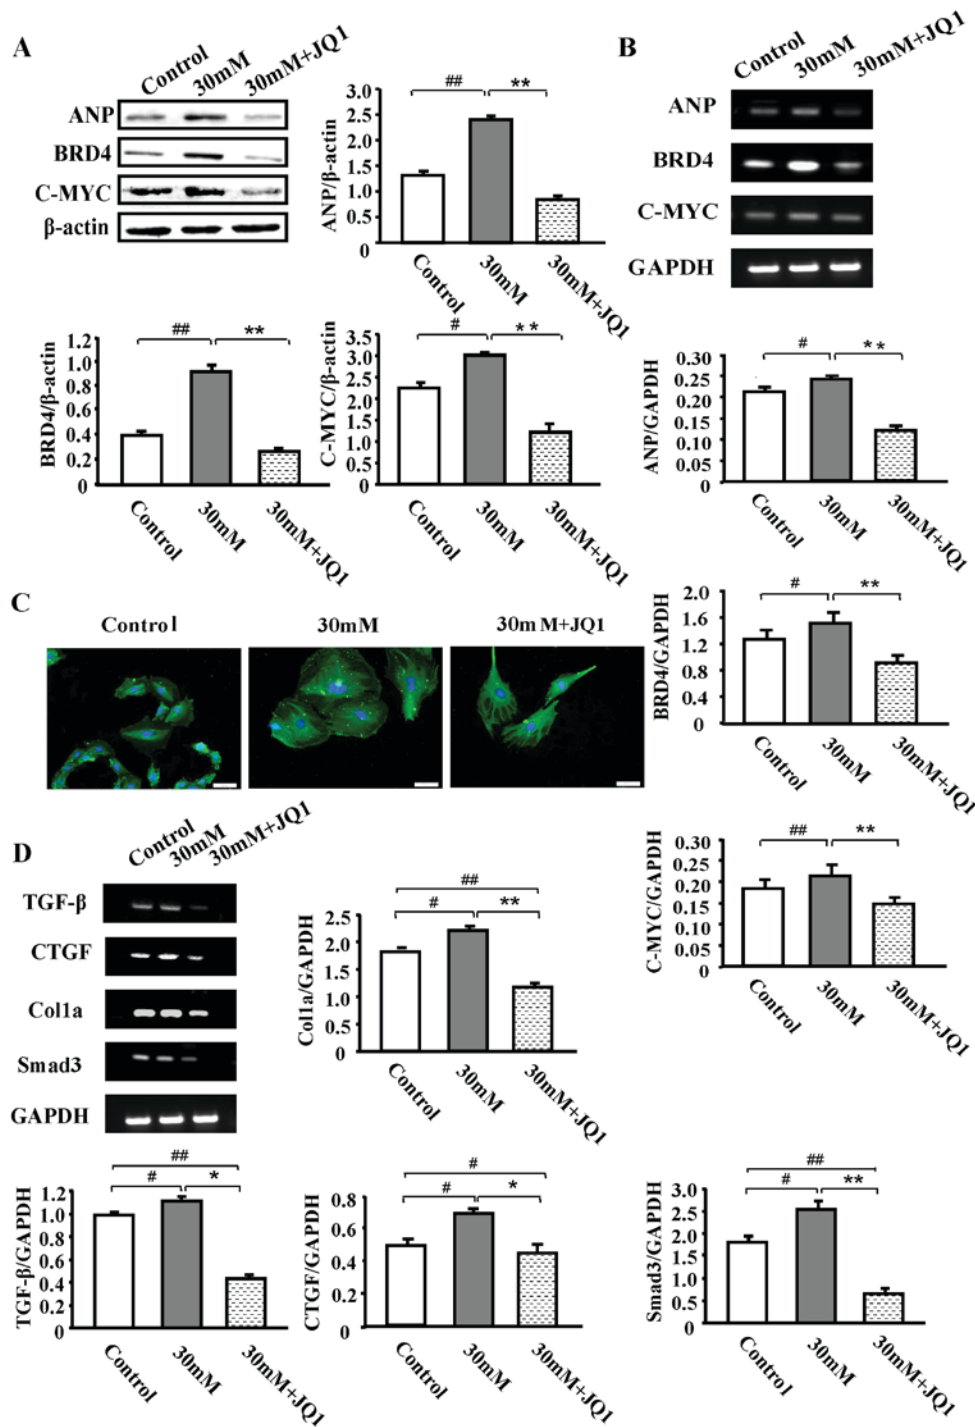 A
Control
30mM
30mM+JQ1
ANP
BRD4
C-MYC
β-actin
ANP/β-actin
3.0
2.5
2.0
1.5
1.0
0.5
0
##
**
Control
30mM
30mM+JQ1
B
Control
30mM
30mM+JQ1
ANP
BRD4
C-MYC
GAPDH
BRD4/β-actin
1.2
1.0
0.8
0.6
0.4
0.2
0
##
**
Control
30mM
30mM+JQ1
C-MYC/β-actin
3.5
3.0
2.5
2.0
1.5
1.0
0.5
0
#
**
Control
30mM
30mM+JQ1
ANP/GAPDH
0.30
0.25
0.20
0.15
0.10
0.05
0
#
**
Control
30mM
30mM+JQ1
C
Control
30mM
30mM+JQ1
BRD4/GAPDH
2.0
1.6
1.2
0.8
0.4
0
#
**
Control
30mM
30mM+JQ1
C-MYC/GAPDH
0.30
0.25
0.20
0.15
0.10
0.05
0
##
**
Control
30mM
30mM+JQ1
D
Control
30mM
30mM+JQ1
TGF-β
CTGF
Col1a
Smad3
GAPDH
Col1a/GAPDH
2.5
2.0
1.5
1.0
0.5
0
##
#
**
Control
30mM
30mM+JQ1
TGF-β/GAPDH
1.2
1.0
0.8
0.6
0.4
0.2
0
##
#
*
Control
30mM
30mM+JQ1
CTGF/GAPDH
0.8
0.6
0.4
0.2
0
#
#
*
Control
30mM
30mM+JQ1
Smad3/GAPDH
3.0
2.5
2.0
1.5
1.0
0.5
0
##
#
**
Control
30mM
30mM+JQ1